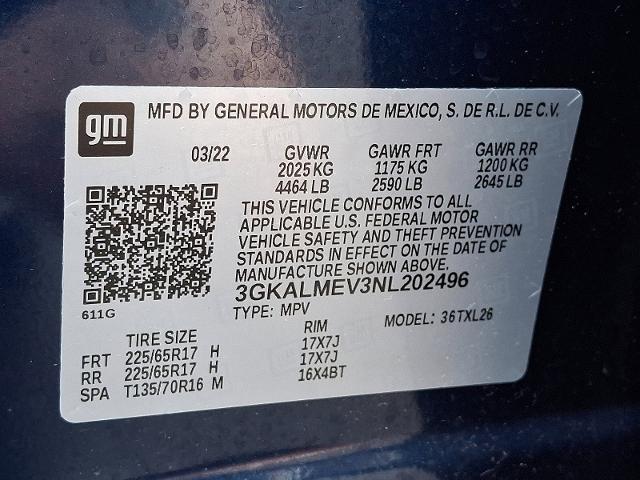 gm
MFD BY GENERAL MOTORS DE MEXICO, S. DE R.L. DE C.V.
03/22 GVWR GAWR FRT GAWR RR
2025 KG 1175 KG 1200 KG
4464 LB 2590 LB 2645 LB
THIS VEHICLE CONFORMS TO ALL
APPLICABLE U.S. FEDERAL MOTOR
VEHICLE SAFETY AND THEFT PREVENTION
STANDARDS IN EFFECT ON THE DATE OF
MANUFACTURE SHOWN ABOVE.
3GKALMEV3NL202496
611G TYPE: MPV MODEL: 36TXL26
TIRE SIZE RIM
FRT 225/65R17 H 17X7J
RR 225/65R17 H 17X7J
SPA T135/70R16 M 16X4BT